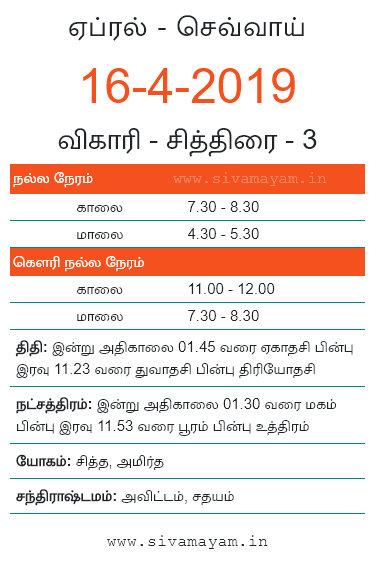 ஏப்ரல் - செவ்வாய்
16-4-2019
விகாரி - சித்திரை - 3
நல்ல நேரம் www.sivamayam.in
காலை 7.30 - 8.30
மாலை 4.30 - 5.30
கௌரி நல்ல நேரம்
காலை 11.00 - 12.00
மாலை 7.30 - 8.30
திதி: இன்று அதிகாலை 01.45 வரை ஏகாதசி பின்பு
இரவு 11.23 வரை துவாதசி பின்பு திரியோதசி
நட்சத்திரம்: இன்று அதிகாலை 01.30 வரை மகம்
பின்பு இரவு 11.53 வரை பூரம் பின்பு உத்திரம்
யோகம்: சித்த, அமிர்த
சந்திராஷ்டமம்: அவிட்டம், சதயம்
www.sivamayam.in